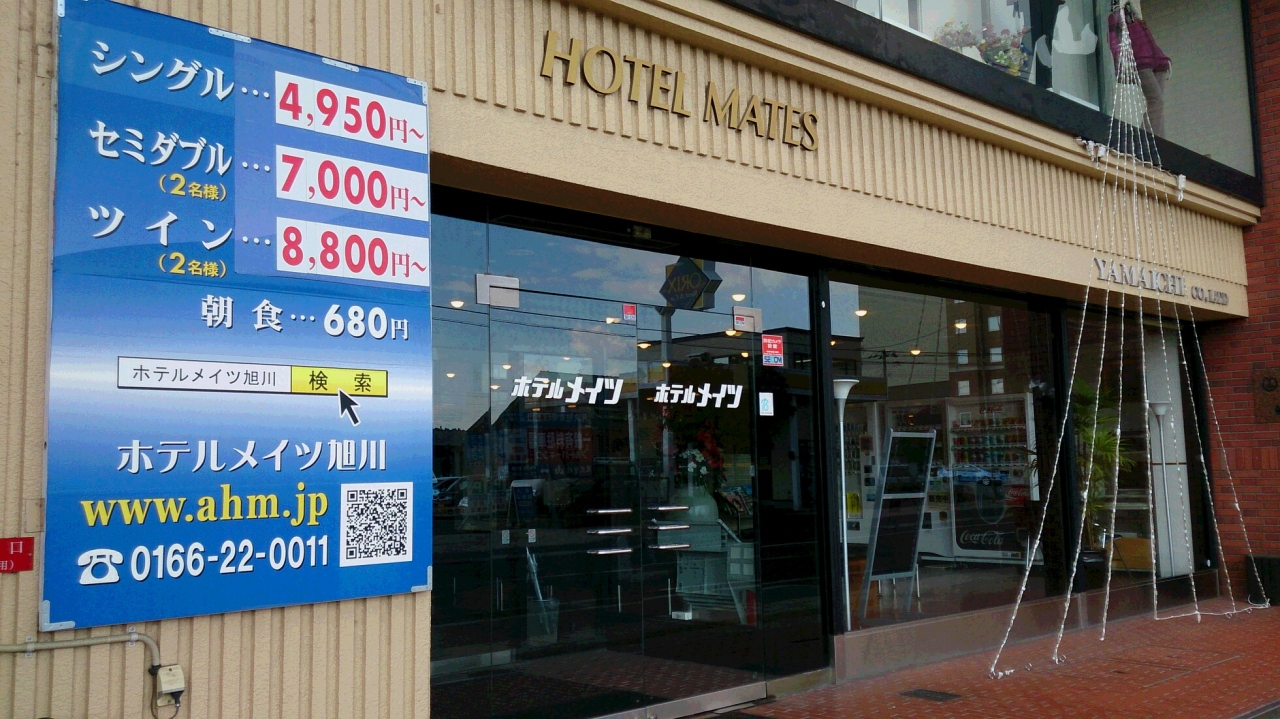 シングル…4,950円~
セミダブル…7,000円~
（2名様）
ツイン…8,800円~
（2名様）
朝食…680円
ホテルメイツ旭川 検索
ホテルメイツ旭川
www.ahm.jp
0166-22-0011
口
HOTEL MATES
YAMAICHI CO.,LTD
ホテルメイツ ホテルメイツ
SECOM
Coca-Cola